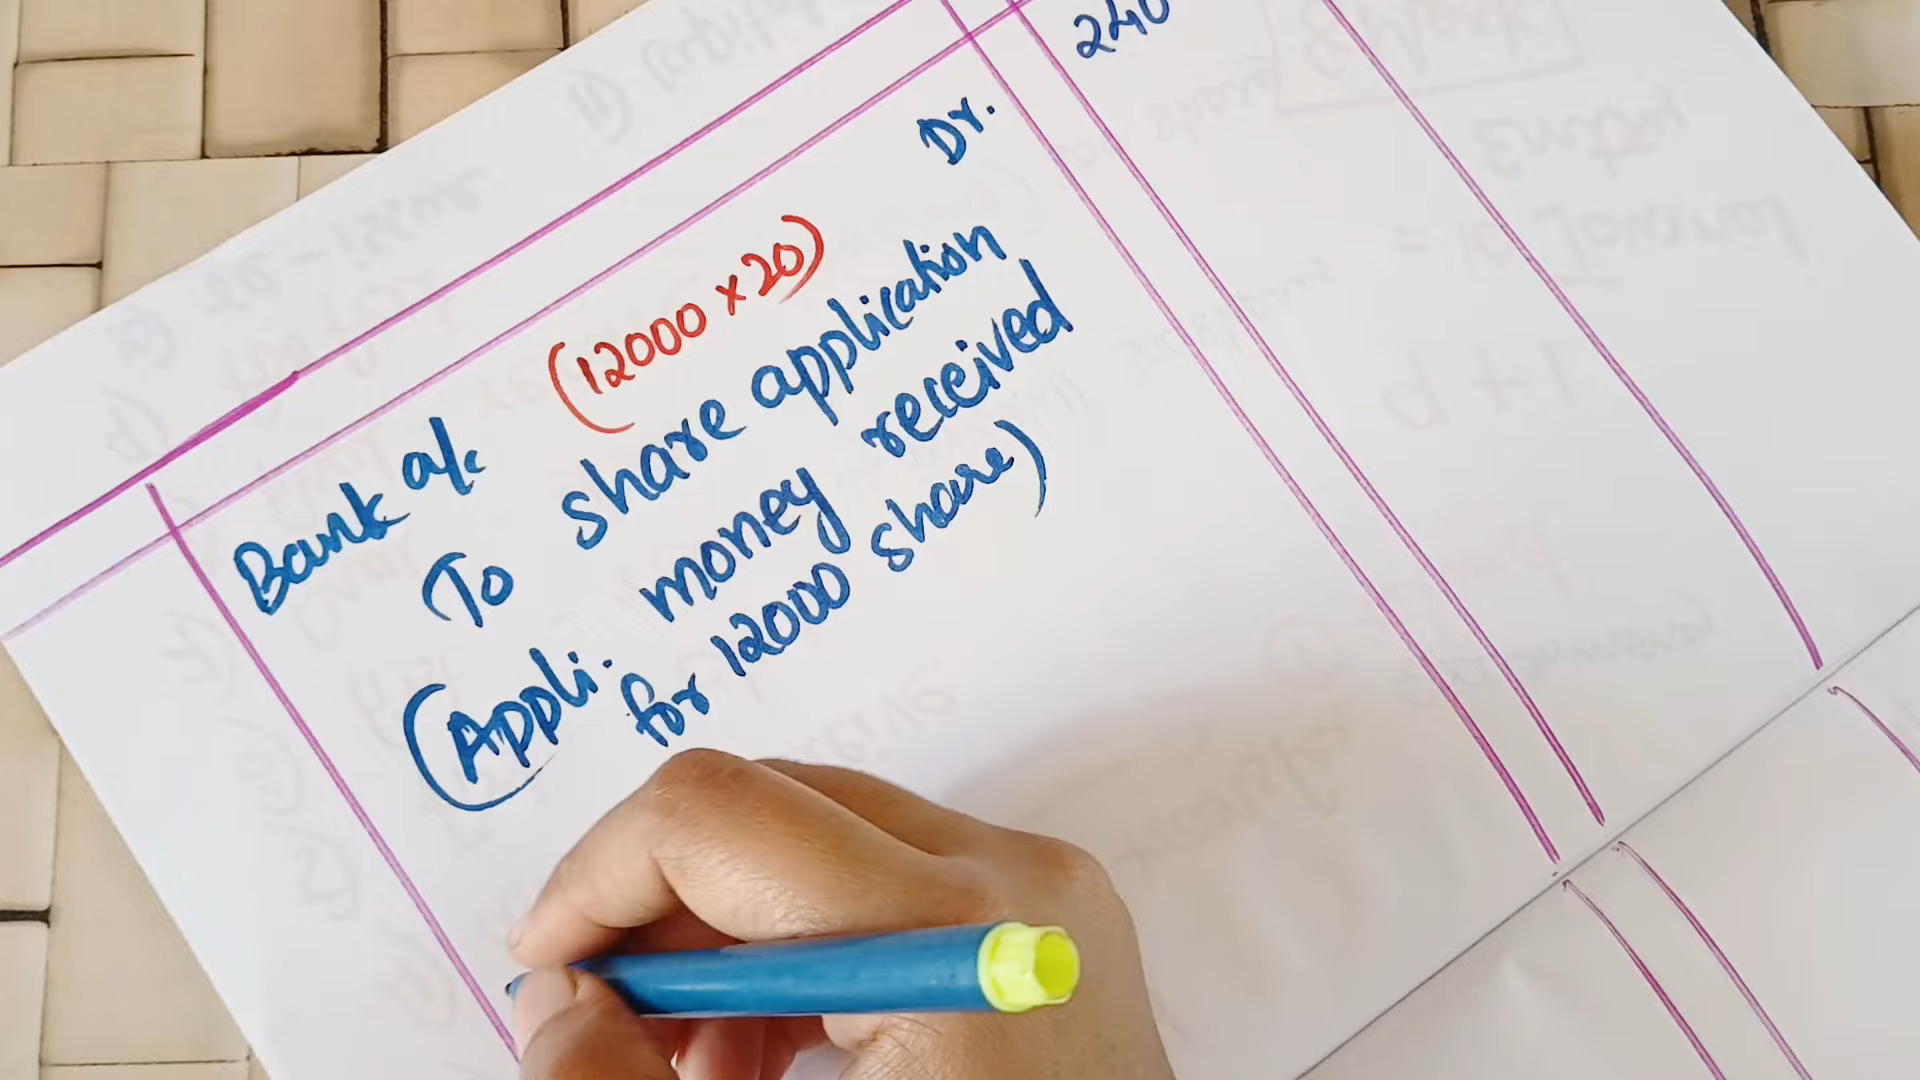 240
Bank a/c (12000 x 20) Dr.
To share application
(Appli. money received
for 12000 share)